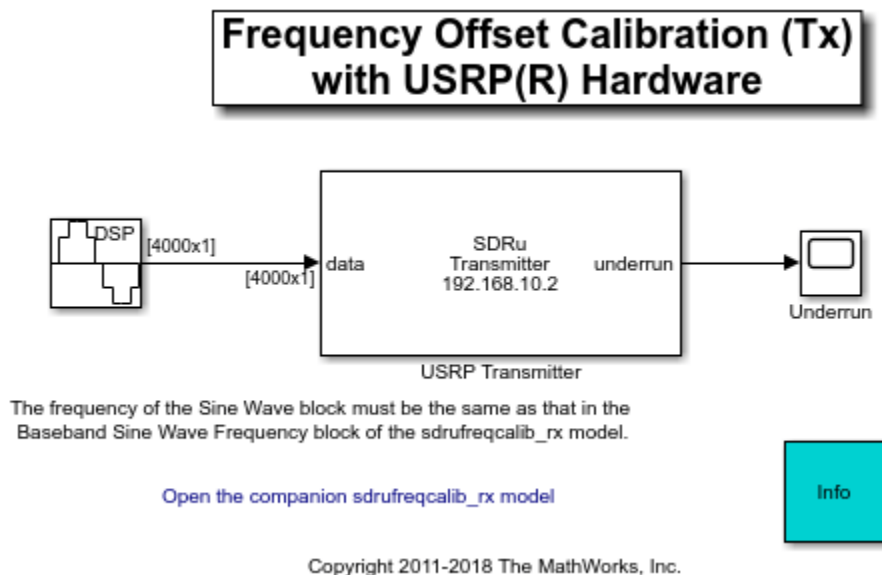 Frequency Offset Calibration (Tx)
with USRP(R) Hardware
DSP
[4000x1]
[4000x1]
data
SDRu
Transmitter
192.168.10.2
underrun
Underrun
USRP Transmitter
The frequency of the Sine Wave block must be the same as that in the
Baseband Sine Wave Frequency block of the sdrufreqcalib_rx model.
Open the companion sdrufreqcalib_rx model
Info
Copyright 2011-2018 The MathWorks, Inc.